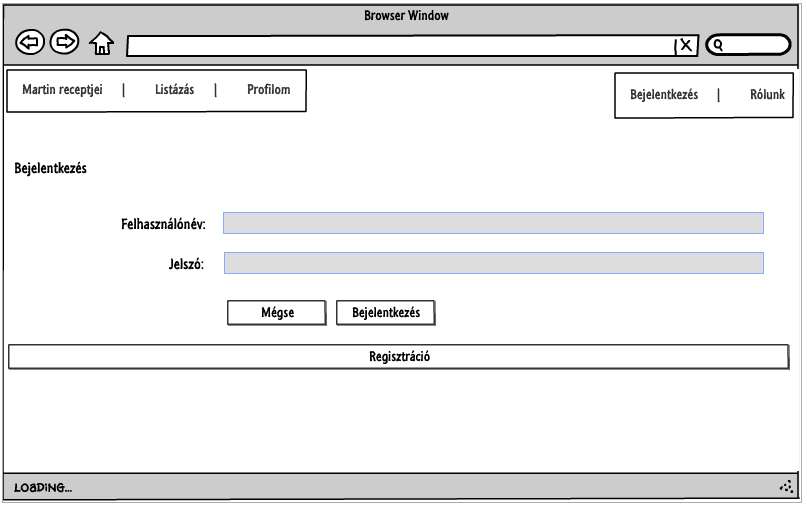 Browser Window
X
Martin receptjei | Listázás | Profilom
Bejelentkezés | Rólunk
Bejelentkezés
Felhasználónév:
Jelszó:
Mégse
Bejelentkezés
Regisztráció
LOADING...